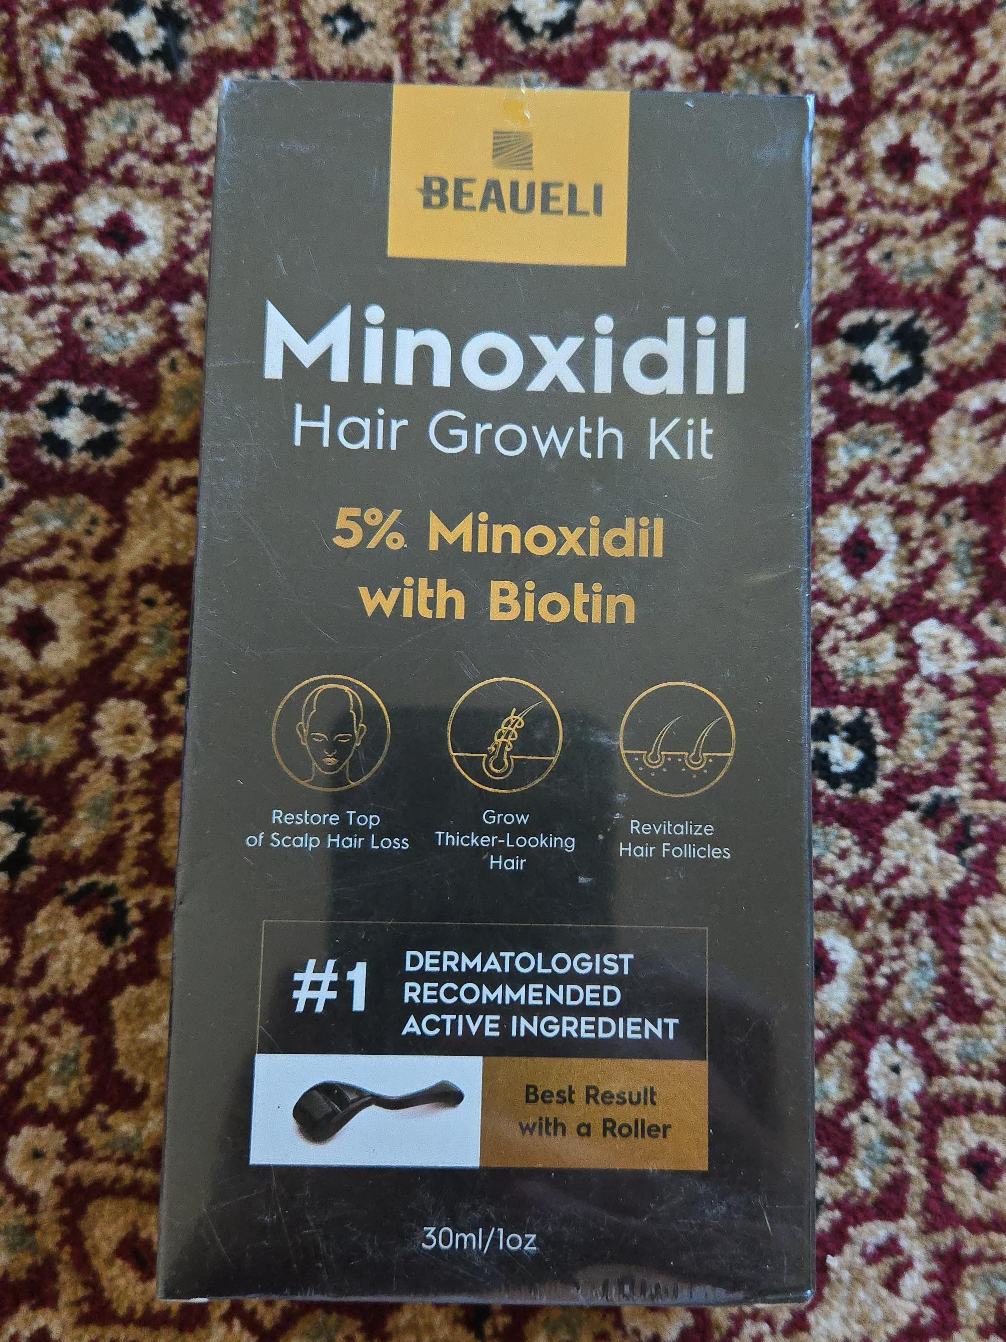 BEAUELI
Minoxidil
Hair Growth Kit
5% Minoxidil
with Biotin
Restore Top
of Scalp Hair Loss
Grow
Thicker-Looking
Hair
Revitalize
Hair Follicles
#1
DERMATOLOGIST
RECOMMENDED
ACTIVE INGREDIENT
Best Result
with a Roller
30ml/1oz